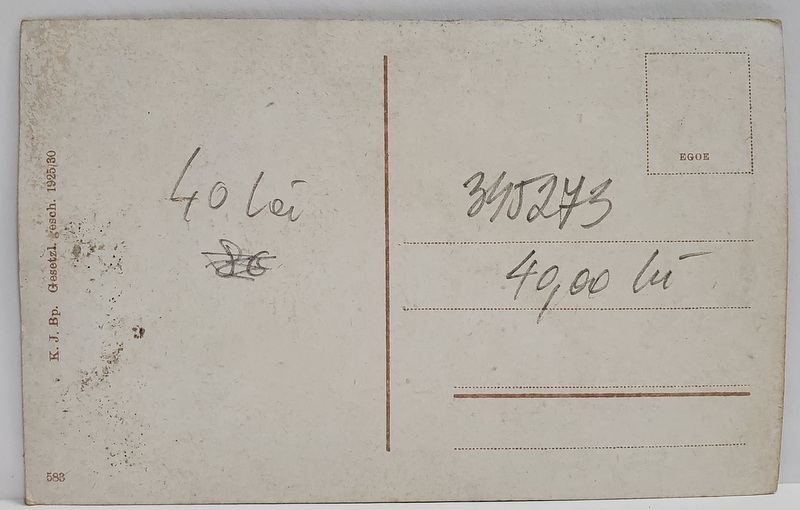 K. J. Bp. Gesetzl. gesch. 1925/30
583
40 lei
EGOE
345273
40,00 lei